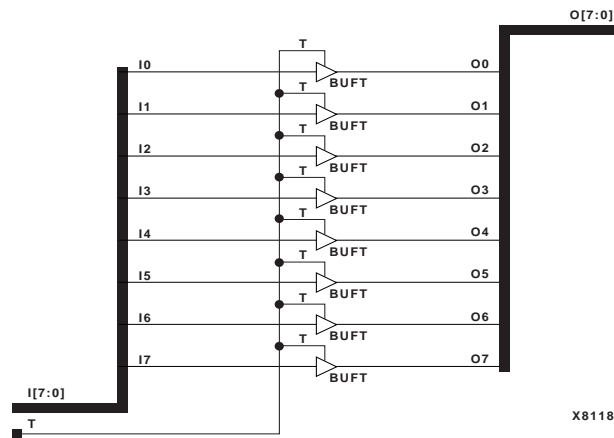 O[7:0]
T
I0 O0
BUFT
T
I1 O1
BUFT
T
I2 O2
BUFT
T
I3 O3
BUFT
T
I4 O4
BUFT
T
I5 O5
BUFT
T
I6 O6
BUFT
T
I7 O7
BUFT
I[7:0]
X8118
T